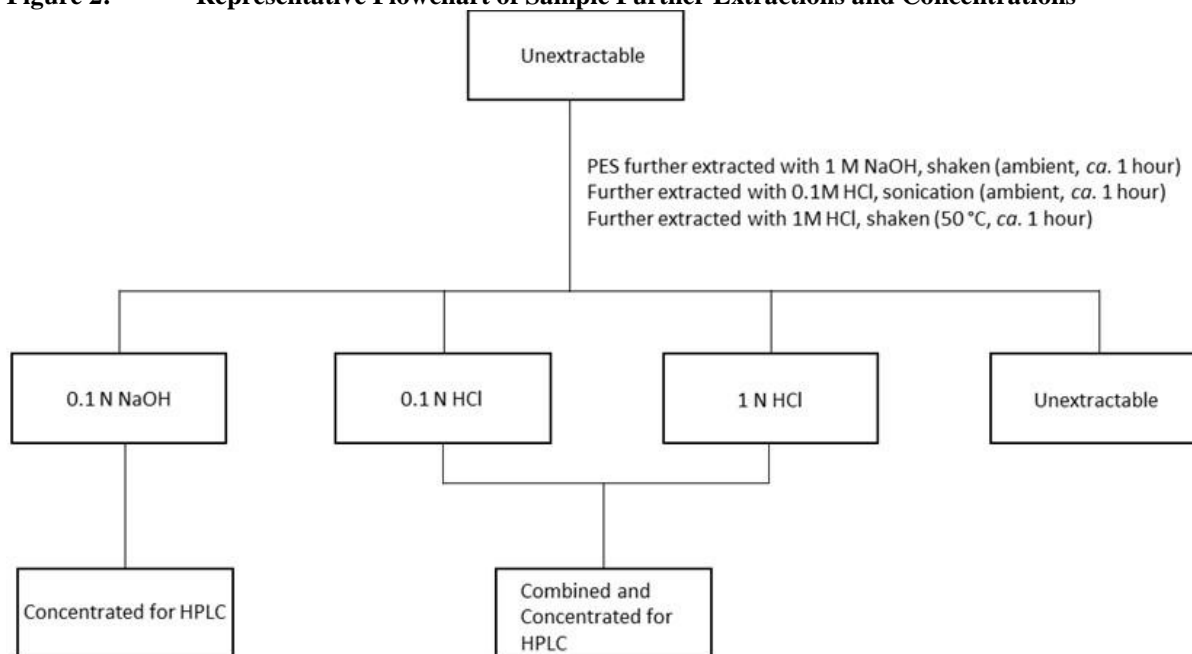 Figure 2: Representative Flowchart of Sample Further Extractions and Concentrations
Unextractable
PES further extracted with 1 M NaOH, shaken (ambient, ca. 1 hour)
Further extracted with 0.1M HCl, sonication (ambient, ca. 1 hour)
Further extracted with 1M HCl, shaken (50 °C, ca. 1 hour)
0.1 N NaOH
0.1 N HCl
1 N HCl
Unextractable
Concentrated for HPLC
Combined and
Concentrated for
HPLC